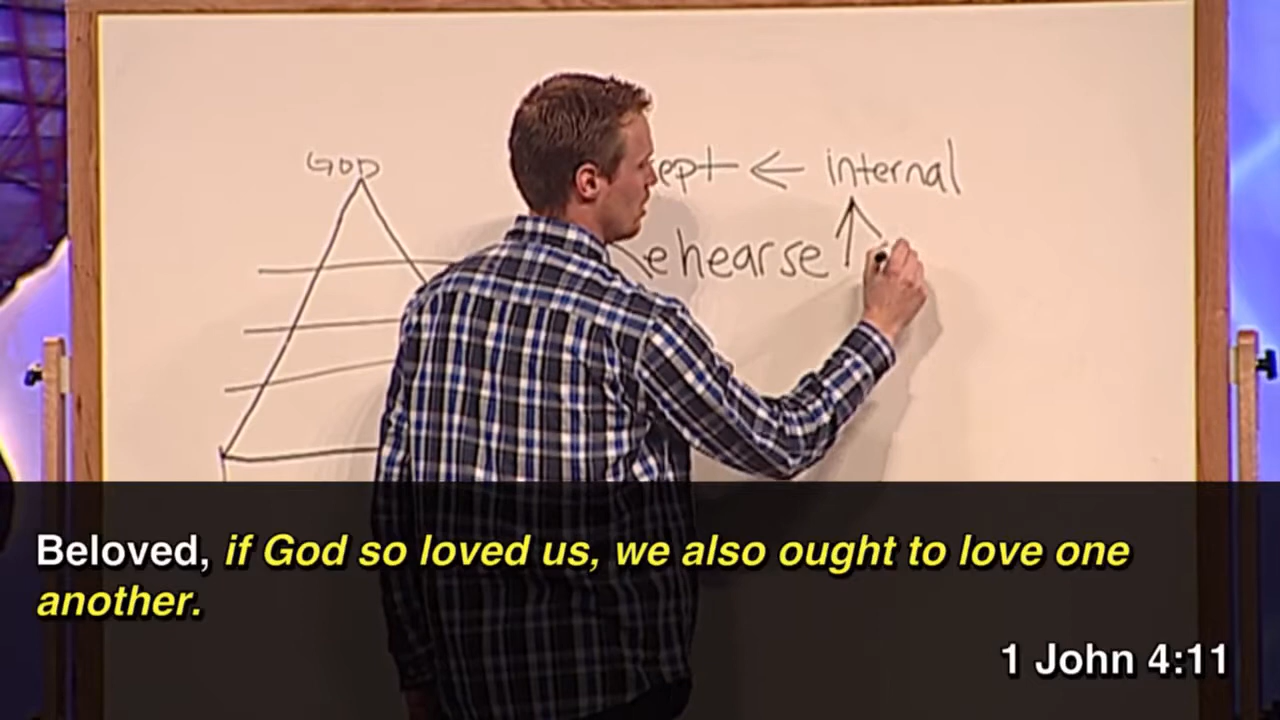 GOD
← internal
ehearse ↑
Beloved, if God so loved us, we also ought to love one
another.
1 John 4:11